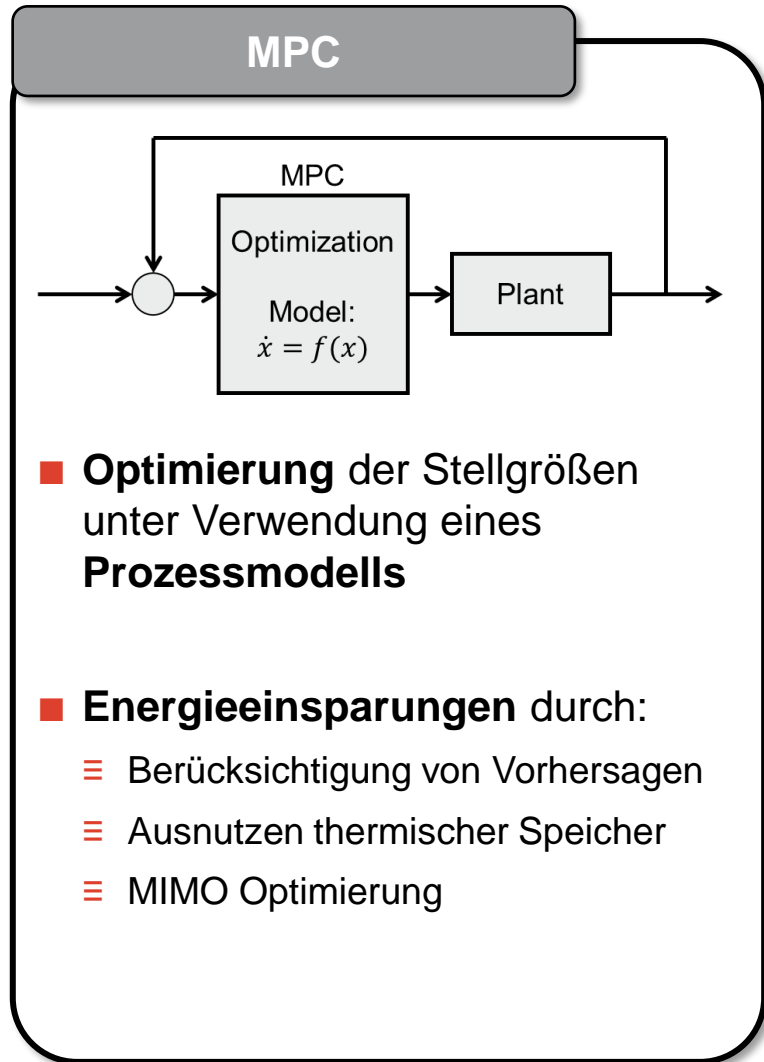 MPC
MPC
Optimization
Model:
ẋ = f(x)
Plant
Optimierung der Stellgrößen
unter Verwendung eines
Prozessmodells
Energieeinsparungen durch:
Berücksichtigung von Vorhersagen
Ausnutzen thermischer Speicher
MIMO Optimierung